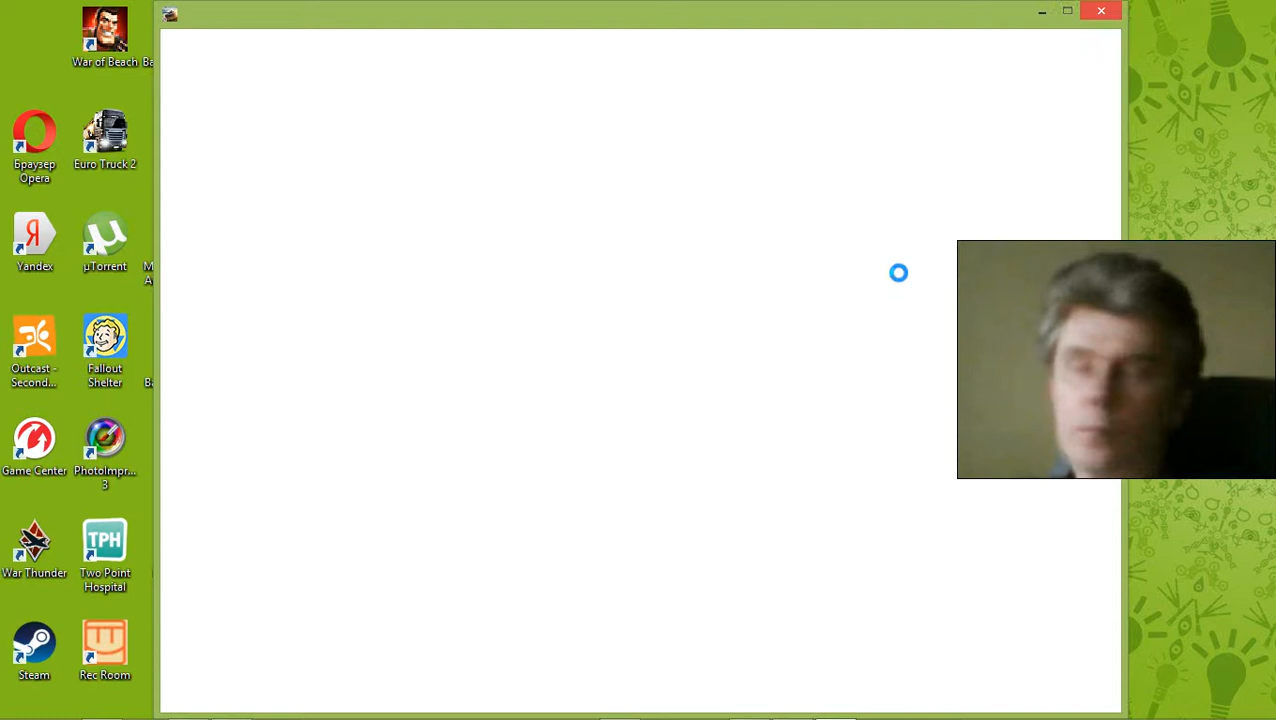 War of Beach
Ba
Браузер
Opera
Euro Truck 2
Yandex
µTorrent
M
A
Outcast -
Second...
Fallout
Shelter
Ba
Game Center
PhotoImpr...
3
War Thunder
TPH
Two Point
Hospital
Steam
Rec Room